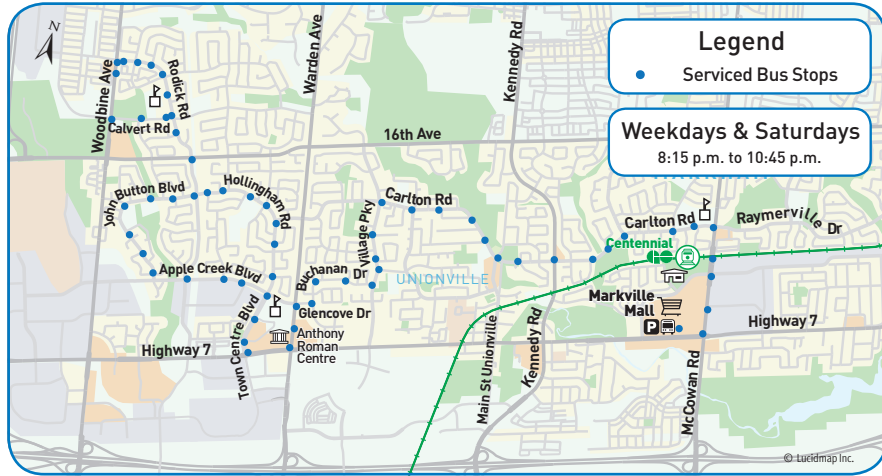 N
Woodbine Ave
Rodick Rd
Calvert Rd
Warden Ave
Kennedy Rd
Legend
Serviced Bus Stops
Weekdays & Saturdays
8:15 p.m. to 10:45 p.m.
16th Ave
John Button Blvd
Hollingham Rd
Village Pky
Carlton Rd
Carlton Rd
Raymerville Dr
Centennial
Apple Creek Blvd
Buchanan Dr
UNIONVILLE
Glencove Dr
Town Centre Blvd
Anthony
Roman
Centre
Markville
Mall
P
Highway 7
Highway 7
Main St Unionville
Kennedy Rd
McCowan Rd
© Lucidmap Inc.